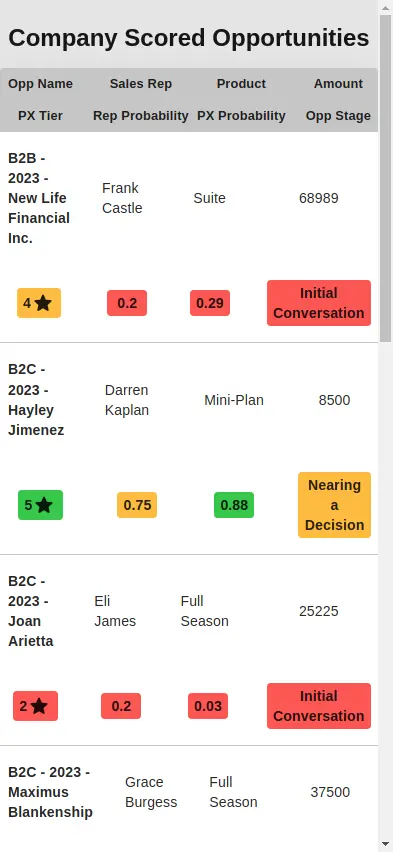 Company Scored Opportunities
Opp Name Sales Rep Product Amount
PX Tier Rep Probability PX Probability Opp Stage
B2B -
2023 -
New Life
Financial
Inc.
Frank
Castle
Suite
68989
4 ★
0.2
0.29
Initial
Conversation
B2C -
2023 -
Hayley
Jimenez
Darren
Kaplan
Mini-Plan
8500
5 ★
0.75
0.88
Nearing
a
Decision
B2C -
2023 -
Joan
Arietta
Eli
James
Full
Season
25225
2 ★
0.2
0.03
Initial
Conversation
B2C - 2023 -
Maximus
Blankenship
Grace
Burgess
Full
Season
37500